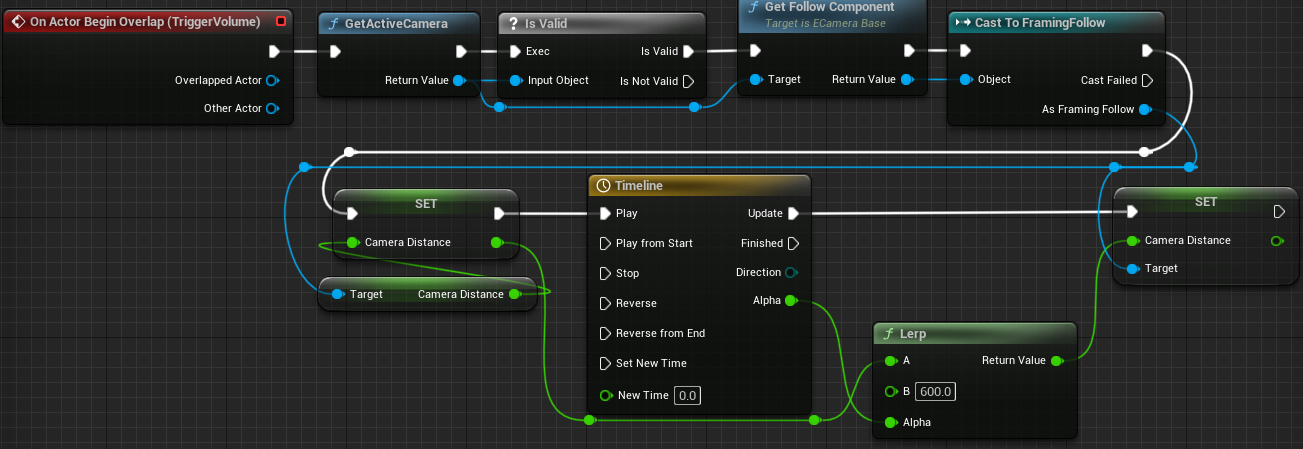 On Actor Begin Overlap (TriggerVolume)
Overlapped Actor
Other Actor
f GetActiveCamera
Return Value
? Is Valid
Exec
Is Valid
Input Object
Is Not Valid
f Get Follow Component
Target is ECamera Base
Target
Return Value
Cast To FramingFollow
Object
Cast Failed
As Framing Follow
SET
Camera Distance
Target
Camera Distance
Timeline
Play
Update
Play from Start
Finished
Stop
Direction
Reverse
Alpha
Reverse from End
Set New Time
New Time 0.0
f Lerp
A
Return Value
B 600.0
Alpha
SET
Camera Distance
Target